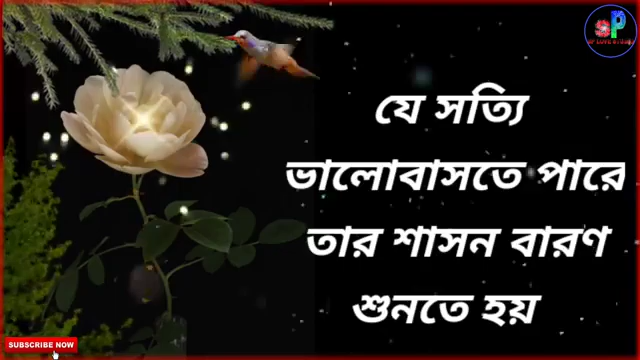 যে সত্যি
ভালোবাসতে পারে
তার শাসন বারণ
শুনতে হয়
SUBSCRIBE NOW